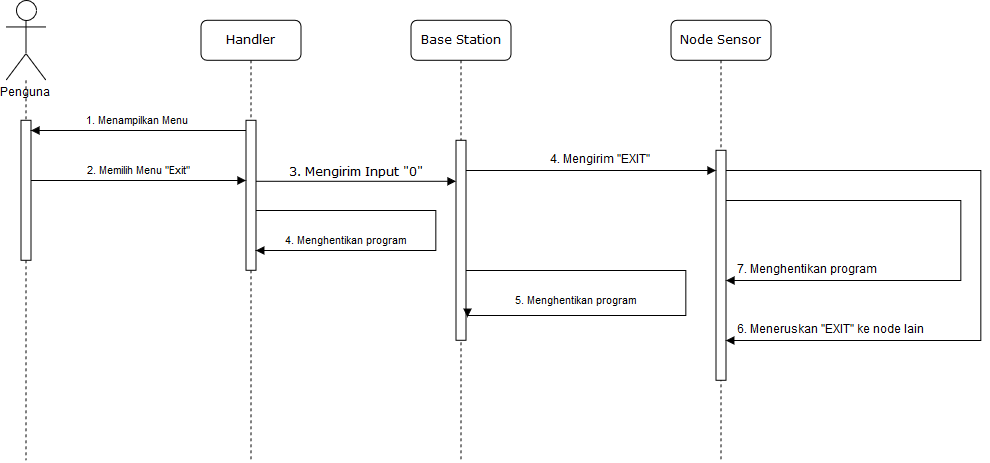 Handler
Base Station
Node Sensor
Penguna
1. Menampilkan Menu
2. Memilih Menu "Exit"
3. Mengirim Input "0"
4. Mengirim "EXIT"
4. Menghentikan program
7. Menghentikan program
5. Menghentikan program
6. Meneruskan "EXIT" ke node lain